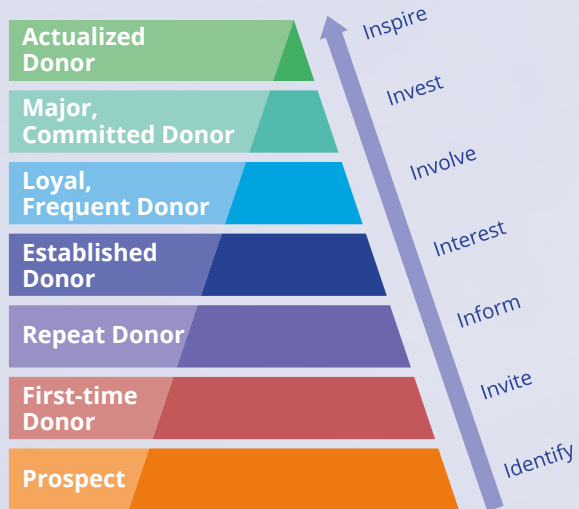 Actualized
Donor
Inspire
Major,
Committed Donor
Invest
Loyal,
Frequent Donor
Involve
Established
Donor
Interest
Repeat Donor
Inform
First-time
Donor
Invite
Prospect
Identify